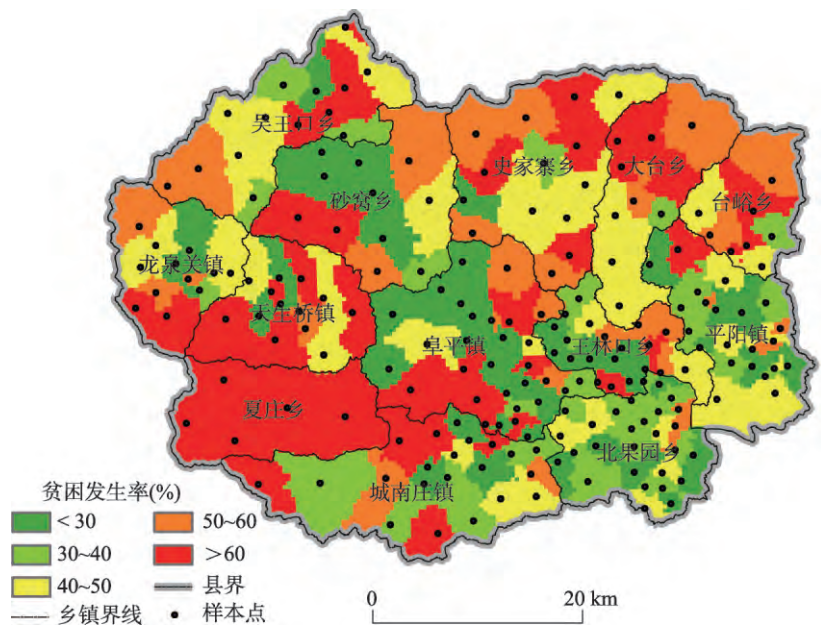 吴王口乡
史家寨乡
大台乡
砂窝乡
台峪乡
龙泉关镇
天生桥镇
阜平镇
王林口乡
平阳镇
夏庄乡
北果园乡
城南庄镇
贫困发生率(%)
< 30
50~60
30~40
>60
40~50
县界
乡镇界线
样本点
0
20 km